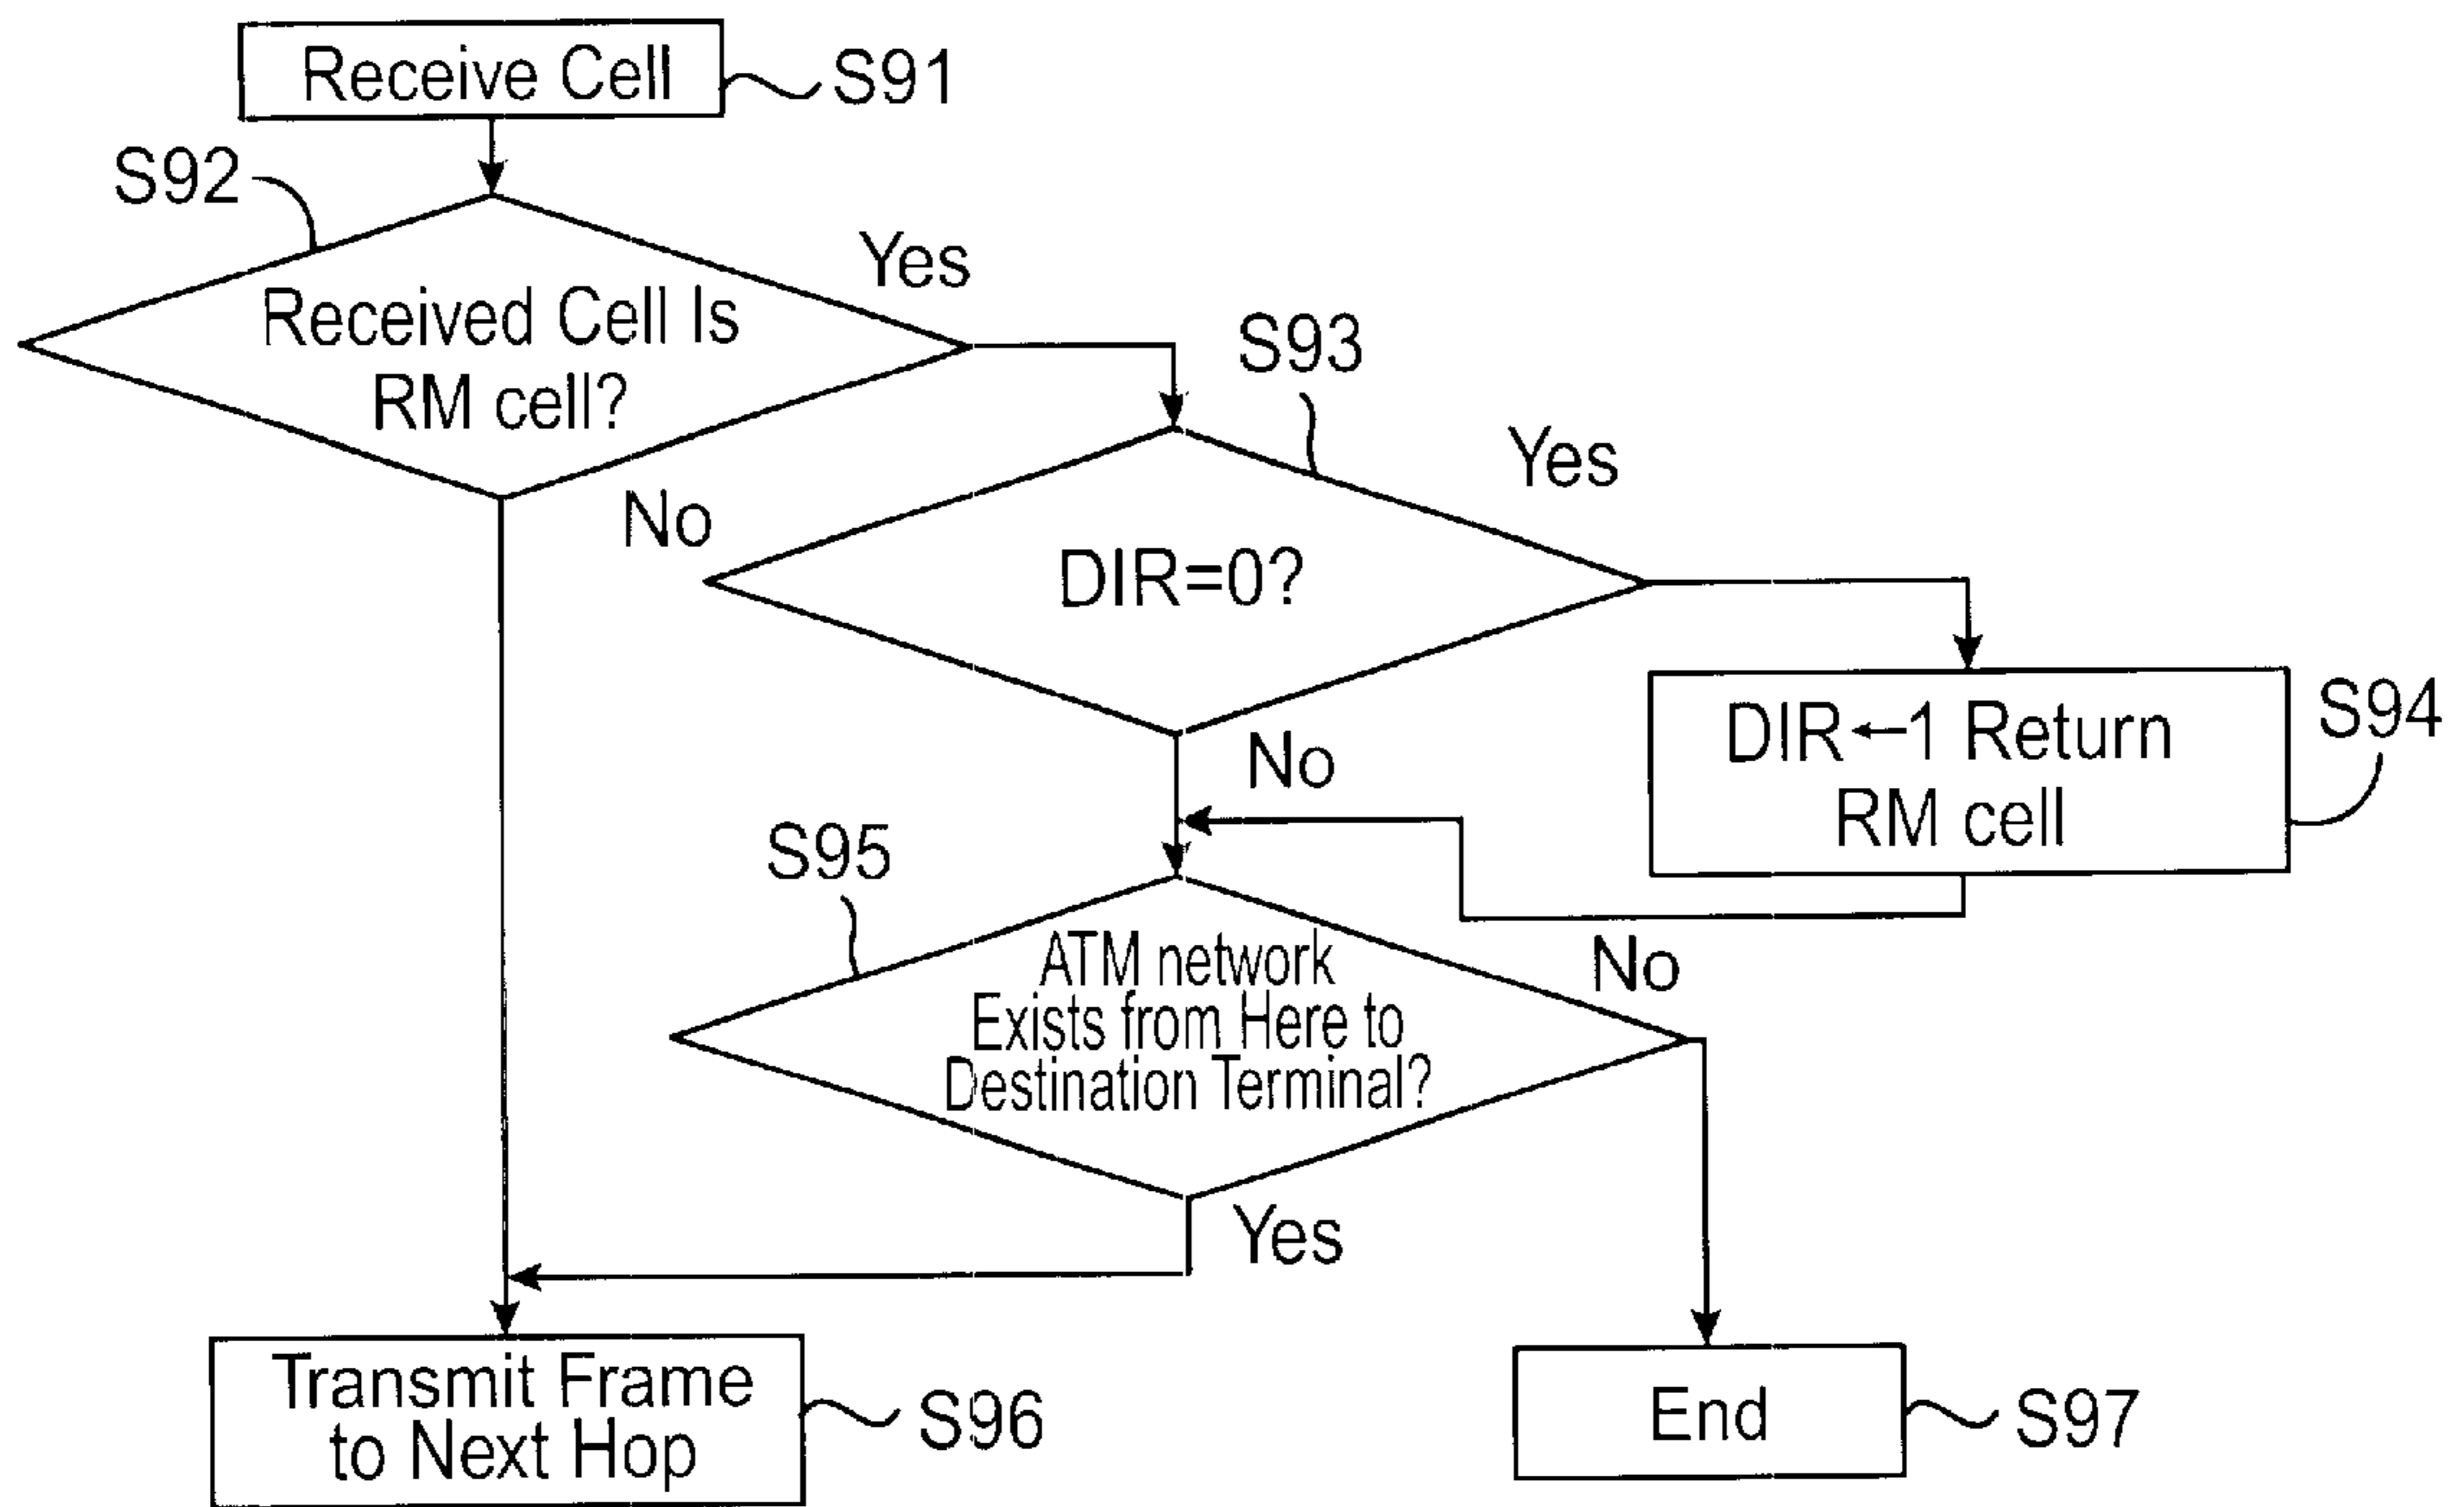 Receive Cell
S91
S92
Yes
Received Cell Is
RM cell?
S93
No
Yes
DIR=0?
S94
DIR←1 Return
RM cell
No
S95
ATM network
Exists from Here to
Destination Terminal?
No
Yes
Transmit Frame
to Next Hop
S96
End
S97